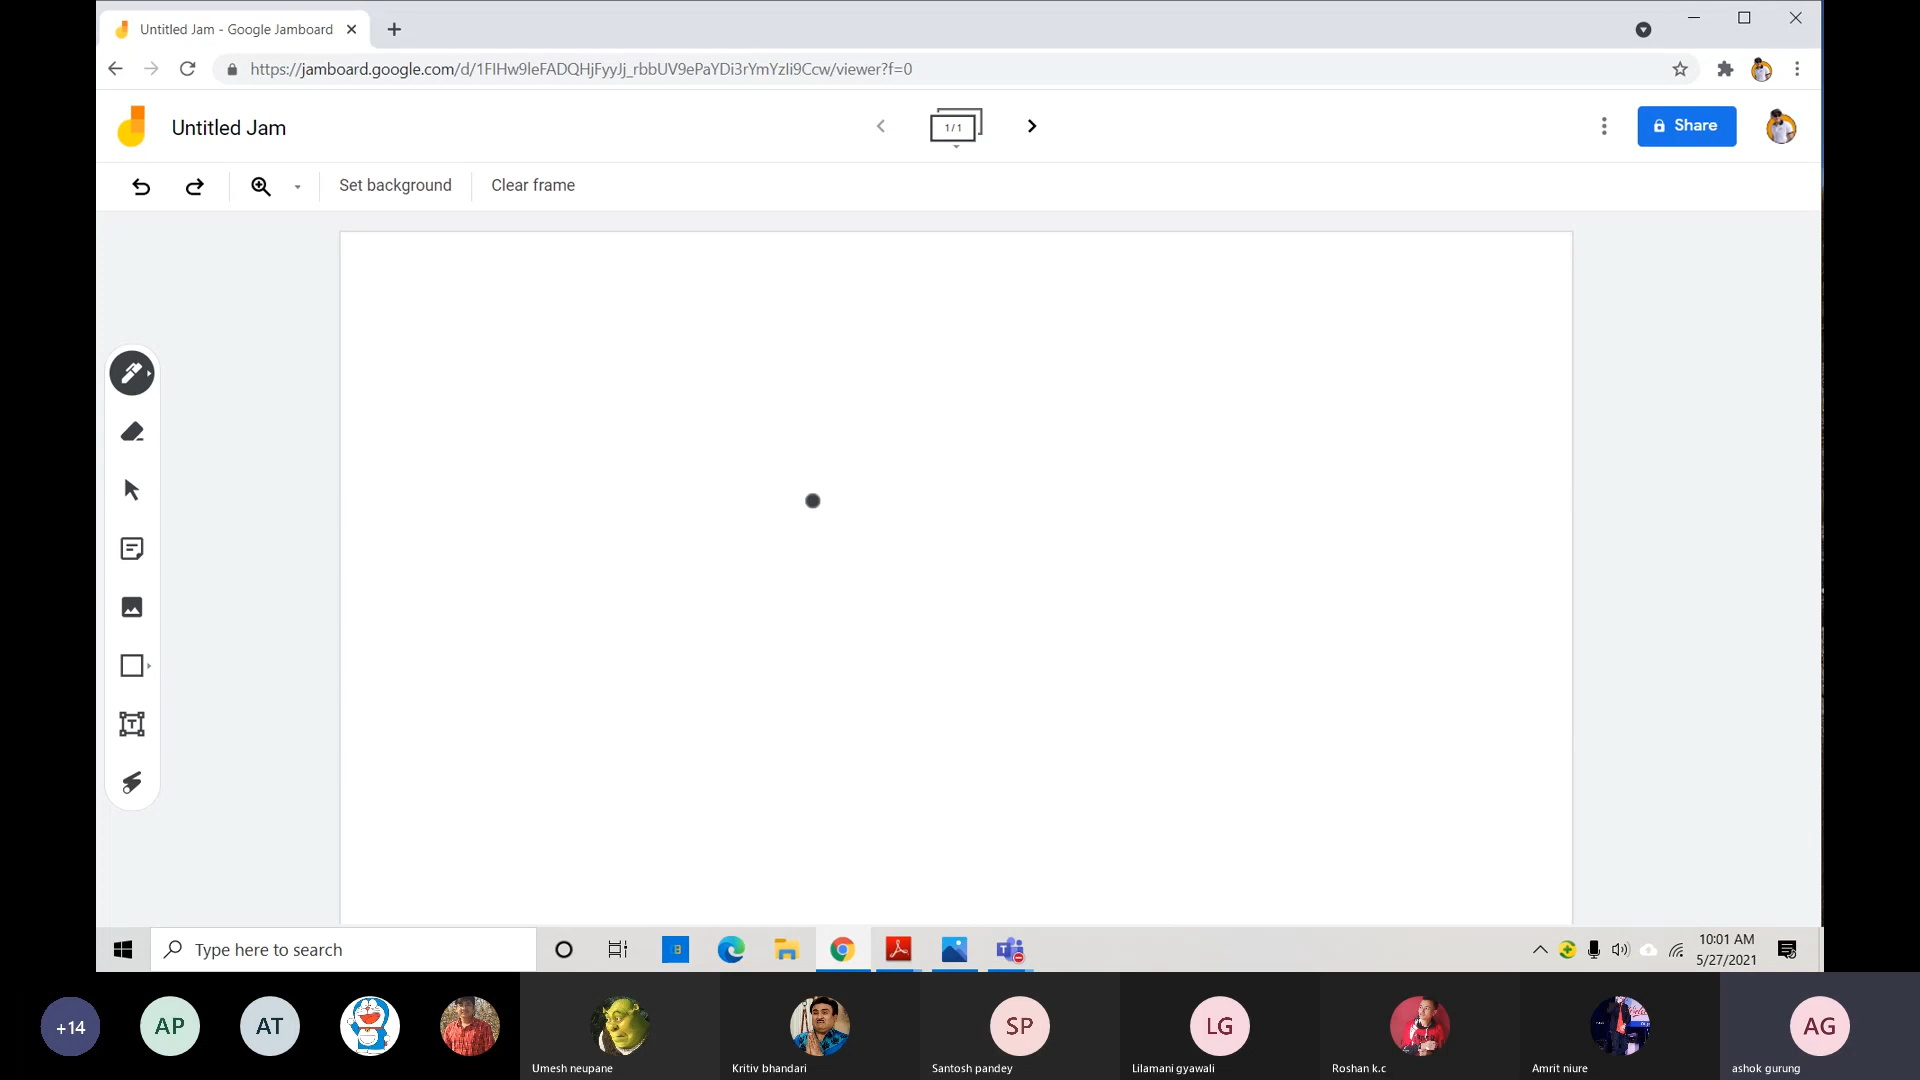 Untitled Jam - Google Jamboard
https://jamboard.google.com/d/1FIHw9leFADQHjFyyJj_rbbUV9ePaYDi3rYmYzIi9Ccw/viewer?f=0
Untitled Jam
1/1
Share
Set background
Clear frame
Type here to search
10:01 AM
5/27/2021
+14
AP
AT
SP
LG
AG
Umesh neupane
Kritiv bhandari
Santosh pandey
Lilamani gyawali
Roshan k.c
Amrit niure
ashok gurung